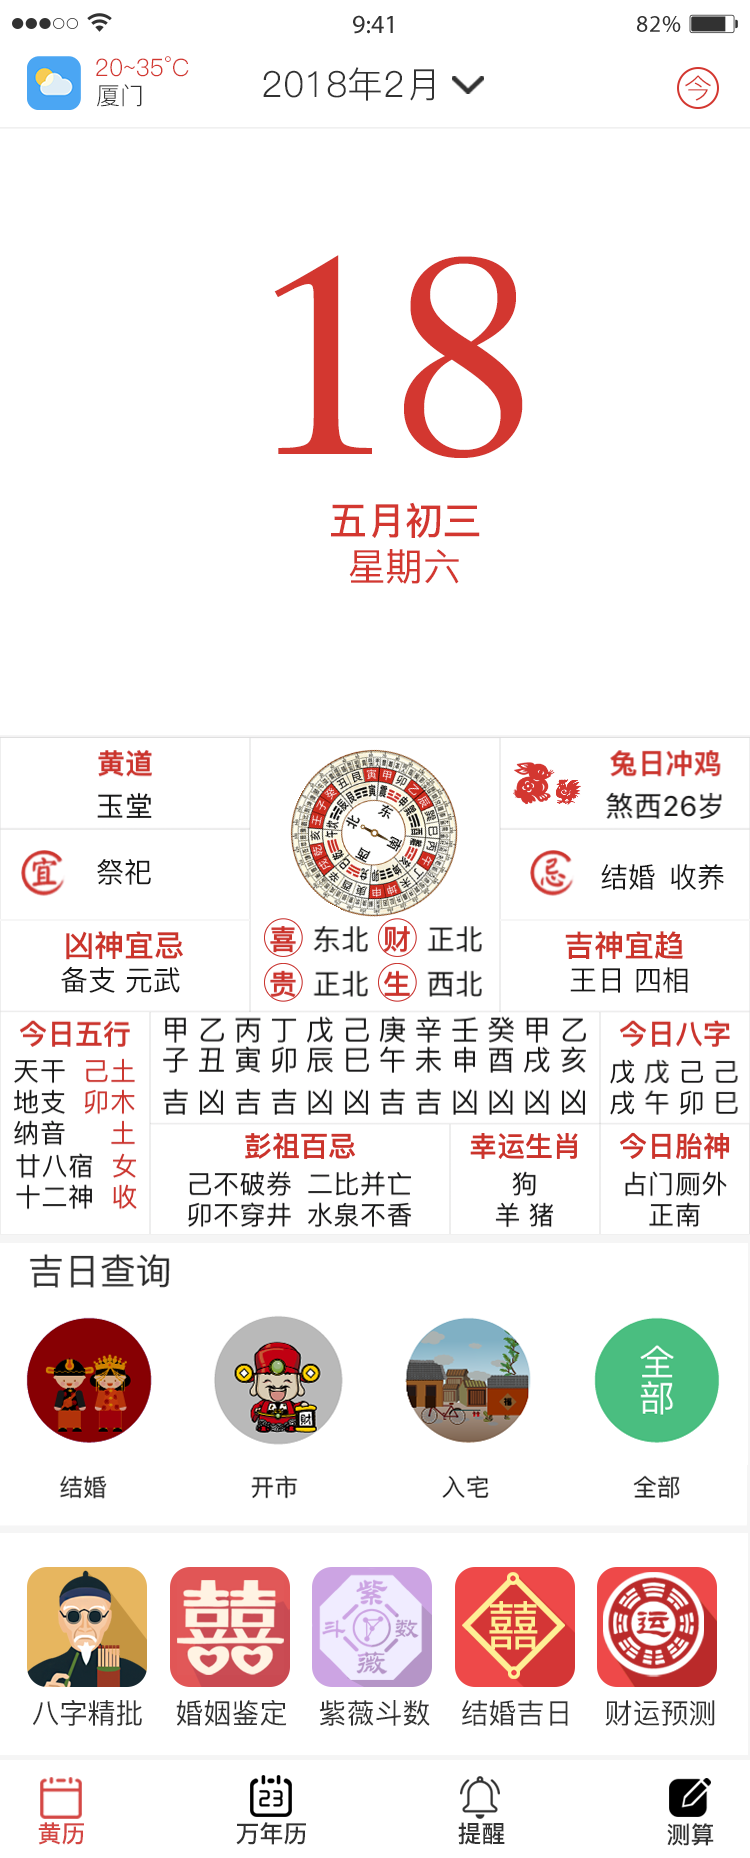 9:41
82%
20~35°C
厦门
2018年2月
今
18
五月初三
星期六
黄道
玉堂
宜
祭祀
凶神宜忌
备支 元武
北 东
西 南
喜 东北 财 正北
贵 正北 生 西北
兔日冲鸡
煞西26岁
忌
结婚 收养
吉神宜趋
王日 四相
今日五行
天干 己土
地支 卯木
纳音 土
廿八宿 女
十二神 收
甲 乙 丙 丁 戊 己 庚 辛 壬 癸 甲 乙
子 丑 寅 卯 辰 巳 午 未 申 酉 戌 亥
吉 凶 吉 吉 凶 凶 吉 吉 凶 凶 凶 凶
今日八字
戊 戊 己 己
戌 午 卯 巳
彭祖百忌
己不破券 二比并亡
卯不穿井 水泉不香
幸运生肖
狗
羊 猪
今日胎神
占门厕外
正南
吉日查询
财
全部
结婚
开市
入宅
全部
囍
紫
斗 数
薇
囍
运
八字精批
婚姻鉴定
紫薇斗数
结婚吉日
财运预测
23
黄历
万年历
提醒
测算